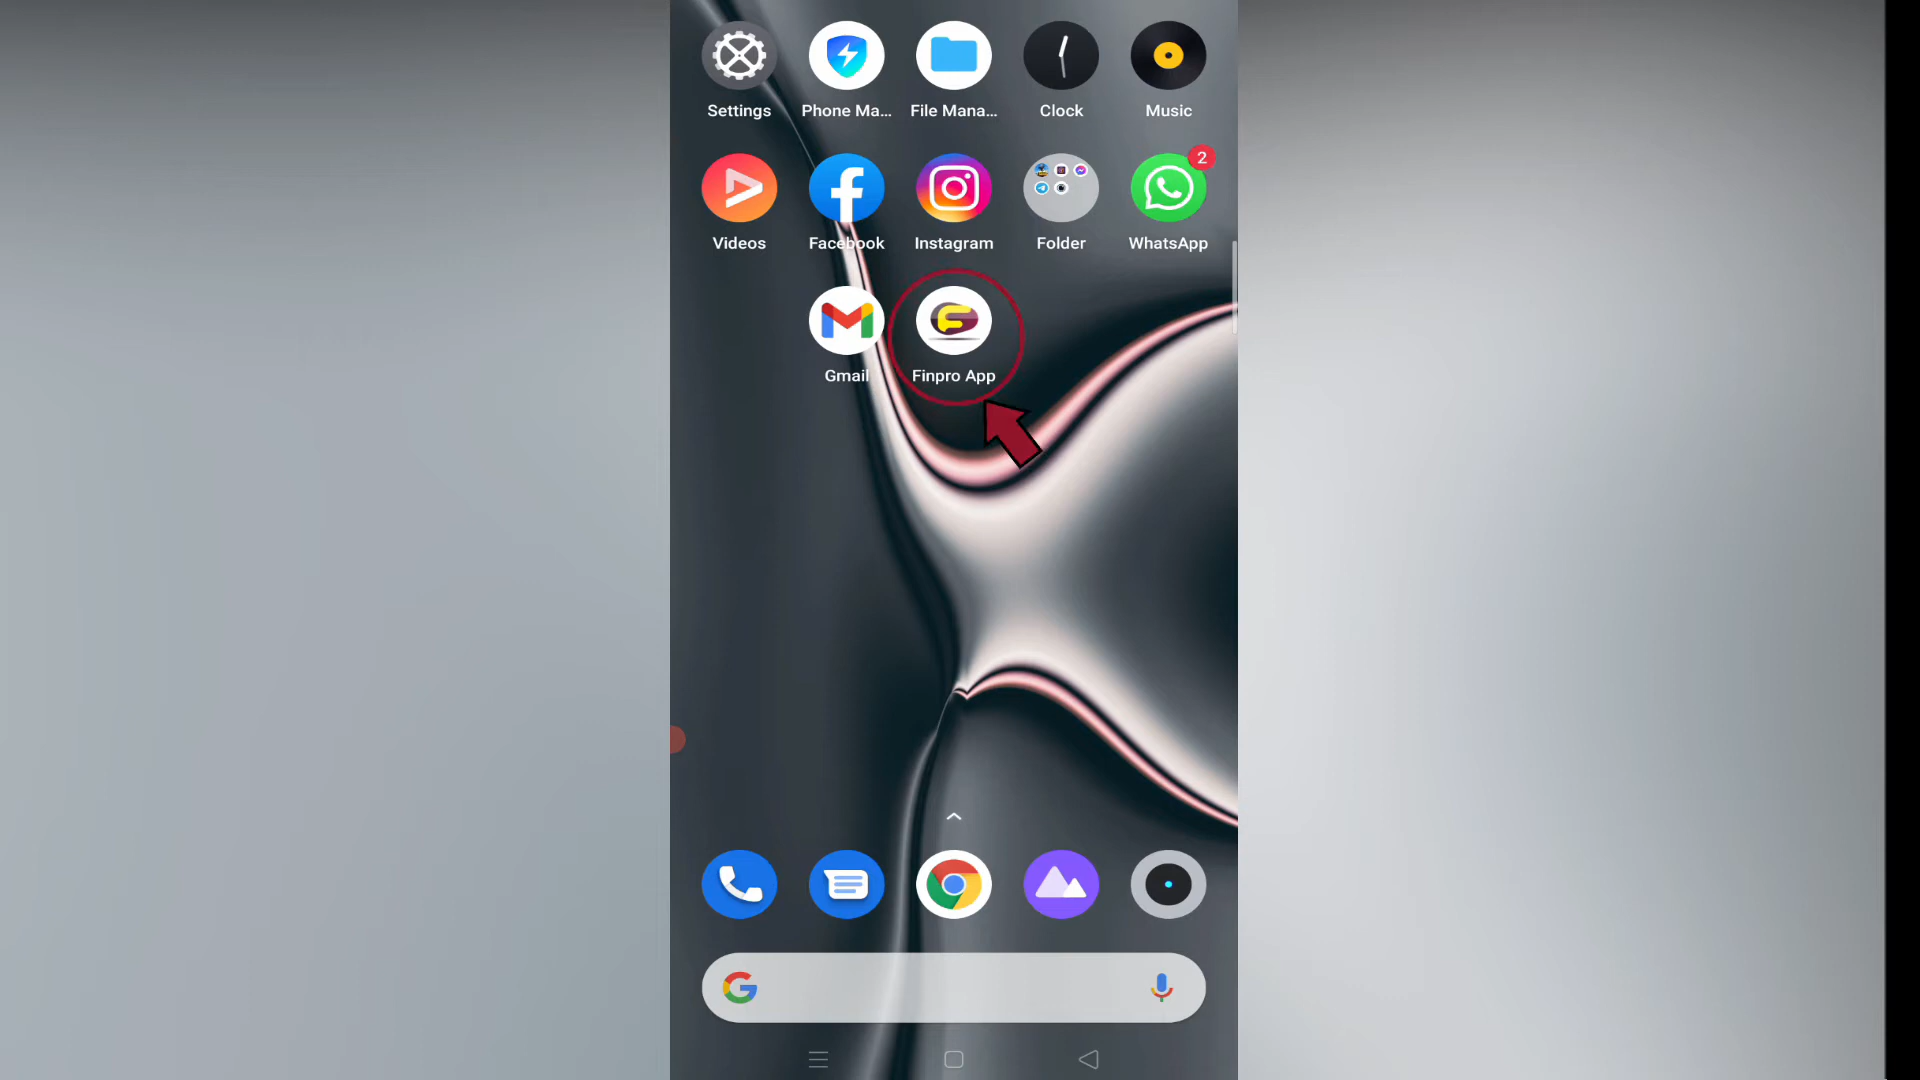 Settings
Phone Ma...
File Mana...
Clock
Music
2
Videos
Facebook
Instagram
Folder
WhatsApp
Gmail
Finpro App